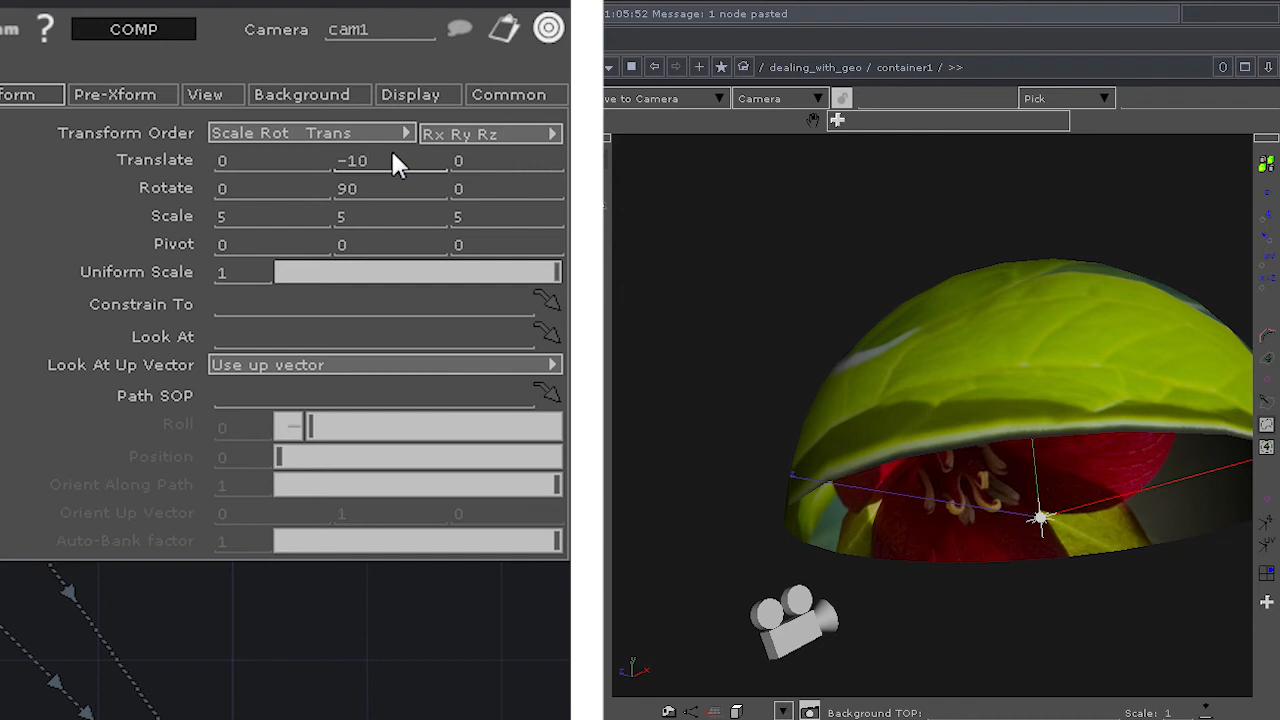 ? COMP Camera cam1
Pre-Xform View Background Display Common
Transform Order Scale Rot Trans Rx Ry Rz
Translate 0 -10 0
Rotate 0 90 0
Scale 5 5 5
Pivot 0 0 0
Uniform Scale 1
Constrain To
Look At
Look At Up Vector Use up vector
Path SOP
Roll 0
Position 0
Orient Along Path 1
Orient Up Vector 0 1 0
Auto-Bank factor 1
1:05:52 Message: 1 node pasted
/ dealing_with_geo / container1 / >> 0
to Camera Camera Pick
Background TOP: Scale: 1